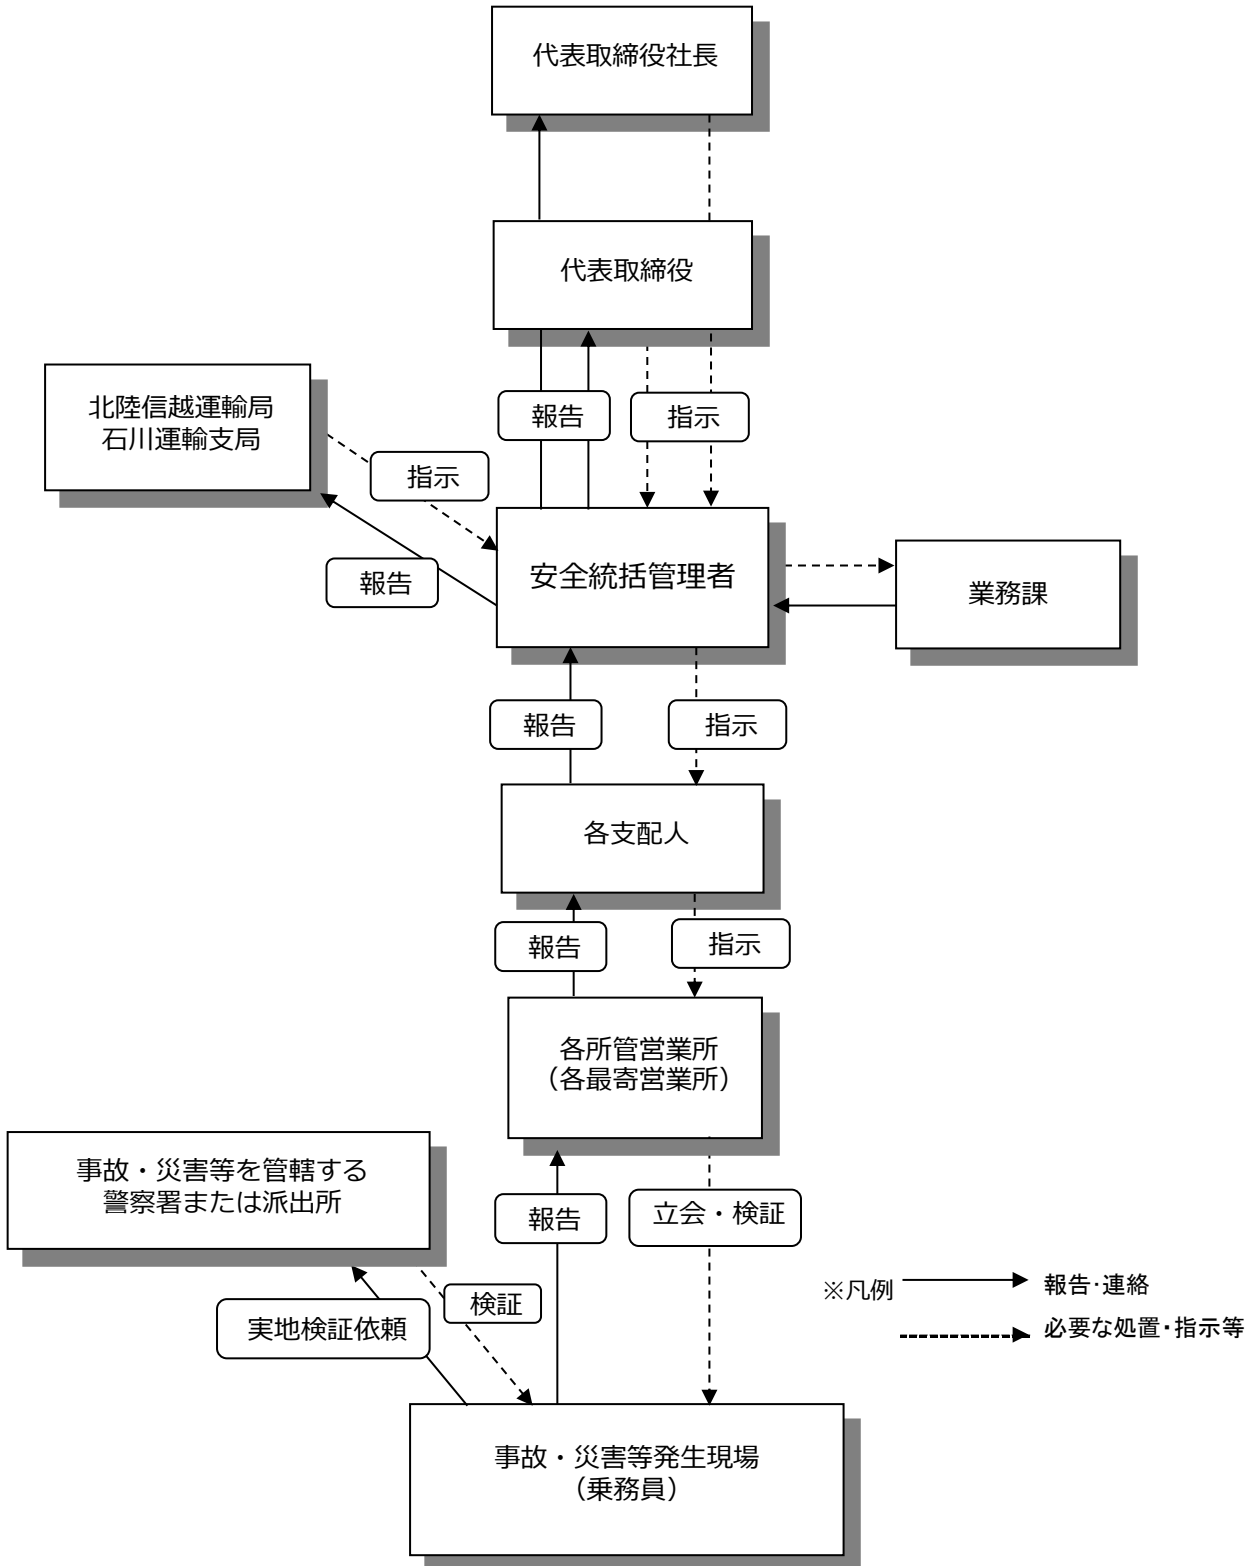 代表取締役社長
代表取締役
北陸信越運輸局
石川運輸支局
報告
指示
指示
報告
安全統括管理者
業務課
報告
指示
各支配人
報告
指示
各所管営業所
（各最寄営業所）
事故・災害等を管轄する
警察署または派出所
報告
立会・検証
検証
実地検証依頼
※凡例
報告･連絡
必要な処置･指示等
事故・災害等発生現場
（乗務員）